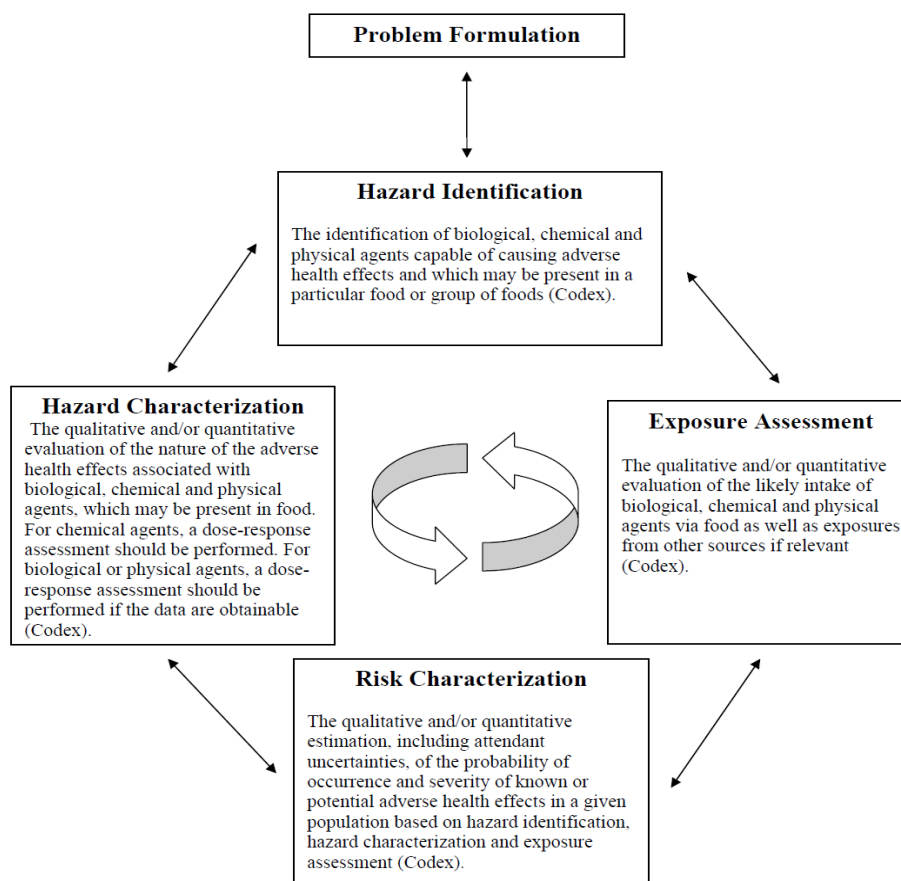 Problem Formulation
Hazard Identification
The identification of biological, chemical and
physical agents capable of causing adverse
health effects and which may be present in a
particular food or group of foods (Codex).
Hazard Characterization
The qualitative and/or quantitative
evaluation of the nature of the adverse
health effects associated with
biological, chemical and physical
agents, which may be present in food.
For chemical agents, a dose-response
assessment should be performed. For
biological or physical agents, a dose-
response assessment should be
performed if the data are obtainable
(Codex).
Exposure Assessment
The qualitative and/or quantitative
evaluation of the likely intake of
biological, chemical and physical
agents via food as well as exposures
from other sources if relevant
(Codex).
Risk Characterization
The qualitative and/or quantitative
estimation, including attendant
uncertainties, of the probability of
occurrence and severity of known or
potential adverse health effects in a given
population based on hazard identification,
hazard characterization and exposure
assessment (Codex).